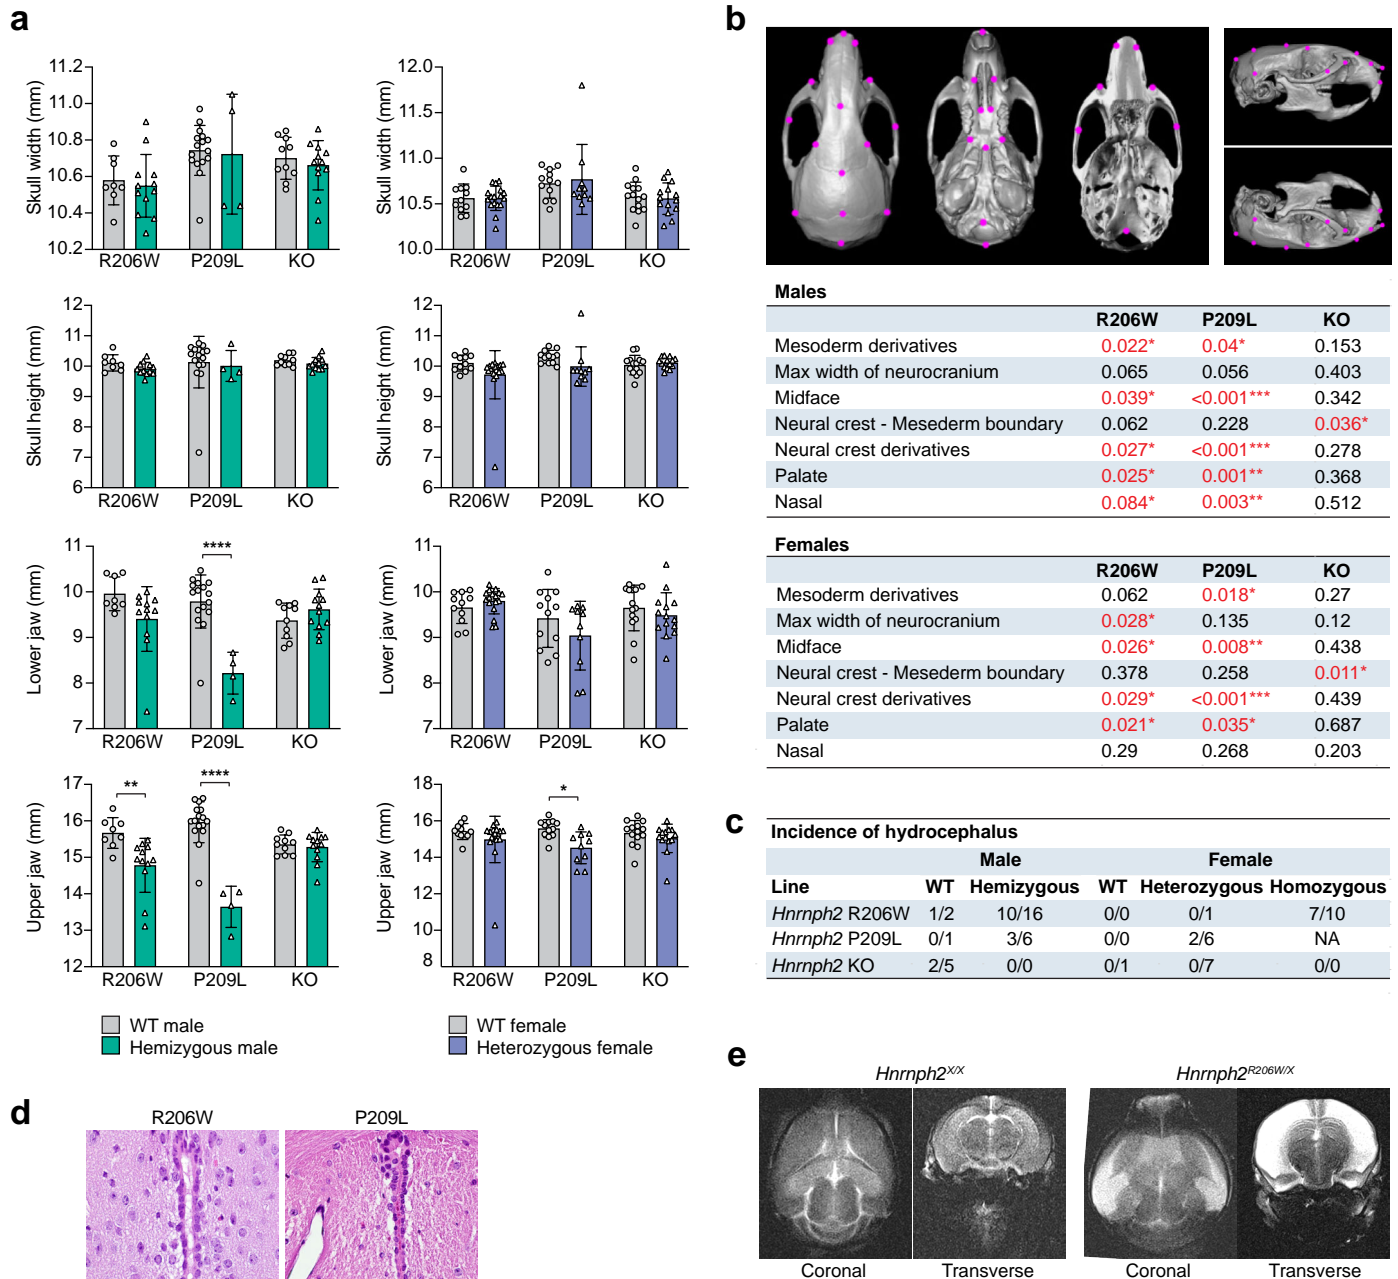 a
11.2
11.0
10.8
10.6
10.4
10.2
Skull width (mm)
R206W P209L KO
12.0
11.5
11.0
10.5
10.0
Skull width (mm)
R206W P209L KO
12
11
10
9
8
7
6
Skull height (mm)
R206W P209L KO
12
11
10
9
8
7
6
Skull height (mm)
R206W P209L KO
11
10
9
8
7
Lower jaw (mm)
****
R206W P209L KO
11
10
9
8
7
Lower jaw (mm)
R206W P209L KO
17
16
15
14
13
12
Upper jaw (mm)
**
****
R206W P209L KO
18
16
14
12
10
8
Upper jaw (mm)
*
R206W P209L KO
WT male
Hemizygous male
WT female
Heterozygous female
b
Males
R206W P209L KO
Mesoderm derivatives 0.022* 0.04* 0.153
Max width of neurocranium 0.065 0.056 0.403
Midface 0.039* <0.001*** 0.342
Neural crest - Mesederm boundary 0.062 0.228 0.036*
Neural crest derivatives 0.027* <0.001*** 0.278
Palate 0.025* 0.001** 0.368
Nasal 0.084* 0.003** 0.512
Females
R206W P209L KO
Mesoderm derivatives 0.062 0.018* 0.27
Max width of neurocranium 0.028* 0.135 0.12
Midface 0.026* 0.008** 0.438
Neural crest - Mesederm boundary 0.378 0.258 0.011*
Neural crest derivatives 0.029* <0.001*** 0.439
Palate 0.021* 0.035* 0.687
Nasal 0.29 0.268 0.203
c
Incidence of hydrocephalus
Male Female
Line WT Hemizygous WT Heterozygous Homozygous
Hnrnph2 R206W 1/2 10/16 0/0 0/1 7/10
Hnrnph2 P209L 0/1 3/6 0/0 2/6 NA
Hnrnph2 KO 2/5 0/0 0/1 0/7 0/0
d
R206W P209L
e
Hnrnph2X/X Hnrnph2R206W/X
Coronal Transverse Coronal Transverse